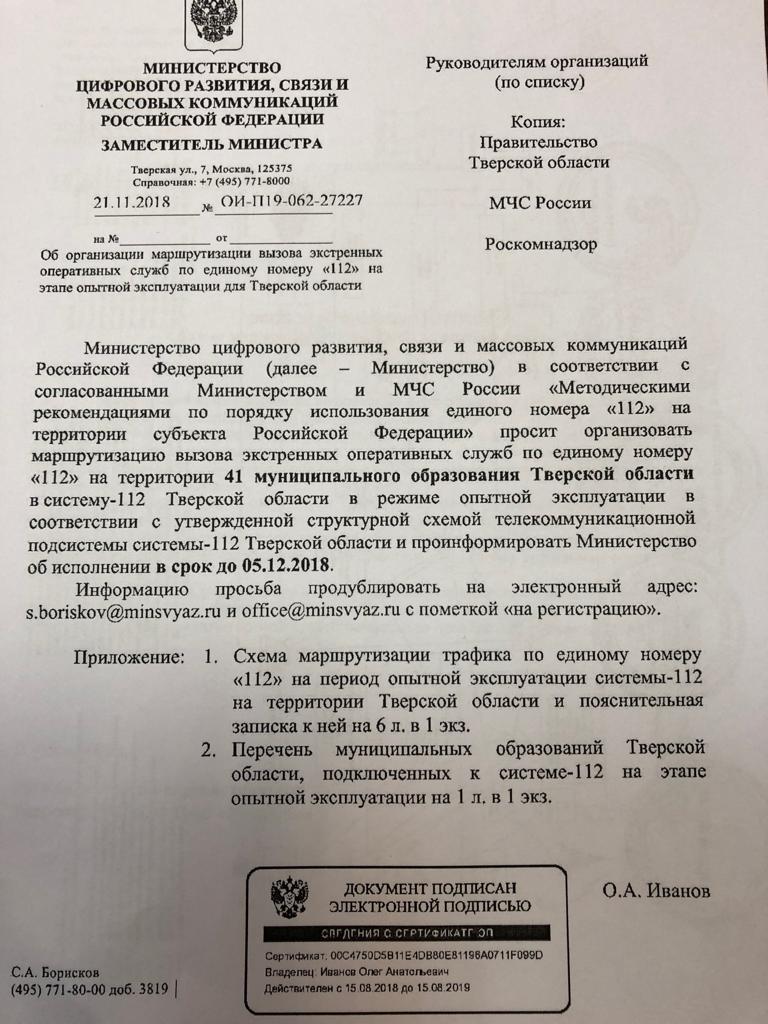 МИНИСТЕРСТВО
ЦИФРОВОГО РАЗВИТИЯ, СВЯЗИ И
МАССОВЫХ КОММУНИКАЦИЙ
РОССИЙСКОЙ ФЕДЕРАЦИИ
ЗАМЕСТИТЕЛЬ МИНИСТРА
Тверская ул., 7, Москва, 125375
Справочная: +7 (495) 771-8000
21.11.2018 № ОИ-П19-062-27227
на № от
Об организации маршрутизации вызова экстренных
оперативных служб по единому номеру «112» на
этапе опытной эксплуатации для Тверской области
Руководителям организаций
(по списку)
Копия:
Правительство
Тверской области
МЧС России
Роскомнадзор
Министерство цифрового развития, связи и массовых коммуникаций
Российской Федерации (далее – Министерство) в соответствии с
согласованными Министерством и МЧС России «Методическими
рекомендациями по порядку использования единого номера «112» на
территории субъекта Российской Федерации» просит организовать
маршрутизацию вызова экстренных оперативных служб по единому номеру
«112» на территории 41 муниципального образования Тверской области
в систему-112 Тверской области в режиме опытной эксплуатации в
соответствии с утвержденной структурной схемой телекоммуникационной
подсистемы системы-112 Тверской области и проинформировать Министерство
об исполнении в срок до 05.12.2018.
Информацию просьба продублировать на электронный адрес:
s.boriskov@minsvyaz.ru и office@minsvyaz.ru с пометкой «на регистрацию».
Приложение: 1. Схема маршрутизации трафика по единому номеру
«112» на период опытной эксплуатации системы-112
на территории Тверской области и пояснительная
записка к ней на 6 л. в 1 экз.
2. Перечень муниципальных образований Тверской
области, подключенных к системе-112 на этапе
опытной эксплуатации на 1 л. в 1 экз.
ДОКУМЕНТ ПОДПИСАН
ЭЛЕКТРОННОЙ ПОДПИСЬЮ
СВЕДЕНИЯ О СЕРТИФИКАТЕ ЭП
Сертификат: 00C4750D5B11E4DB80E81196A0711F099D
Владелец: Иванов Олег Анатольевич
Действителен с 15.08.2018 до 15.08.2019
О.А. Иванов
С.А. Борисков
(495) 771-80-00 доб. 3819